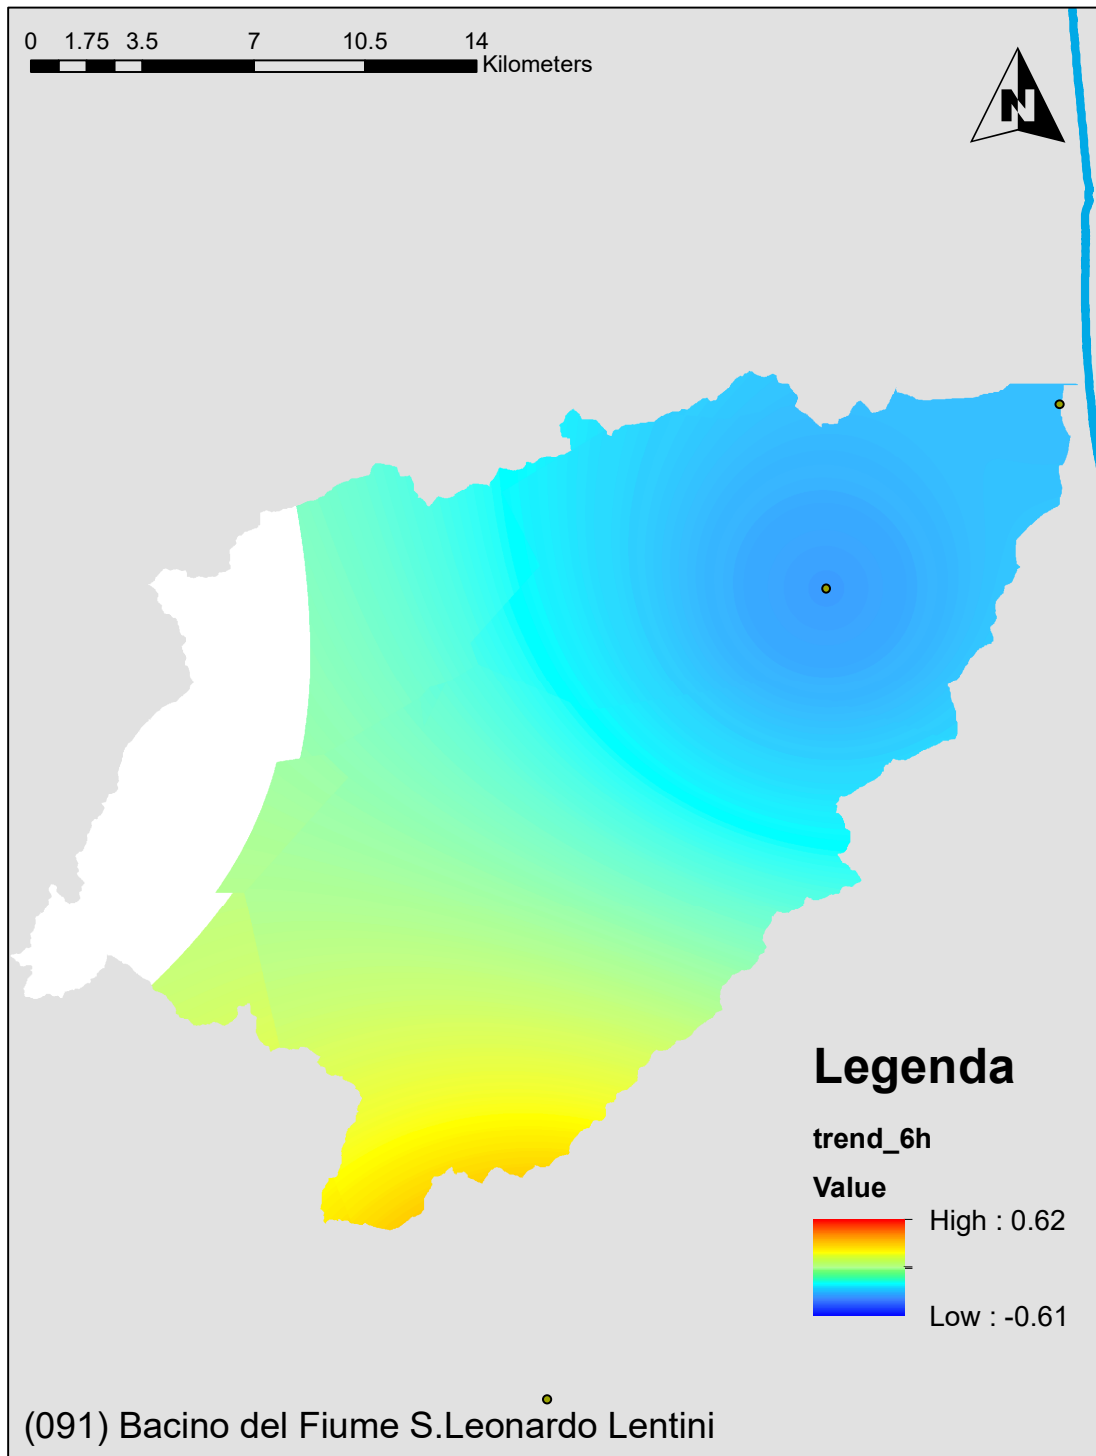 0 1.75 3.5 7 10.5 14
Kilometers
N
Legenda
trend_6h
Value
High : 0.62
Low : -0.61
(091) Bacino del Fiume S.Leonardo Lentini